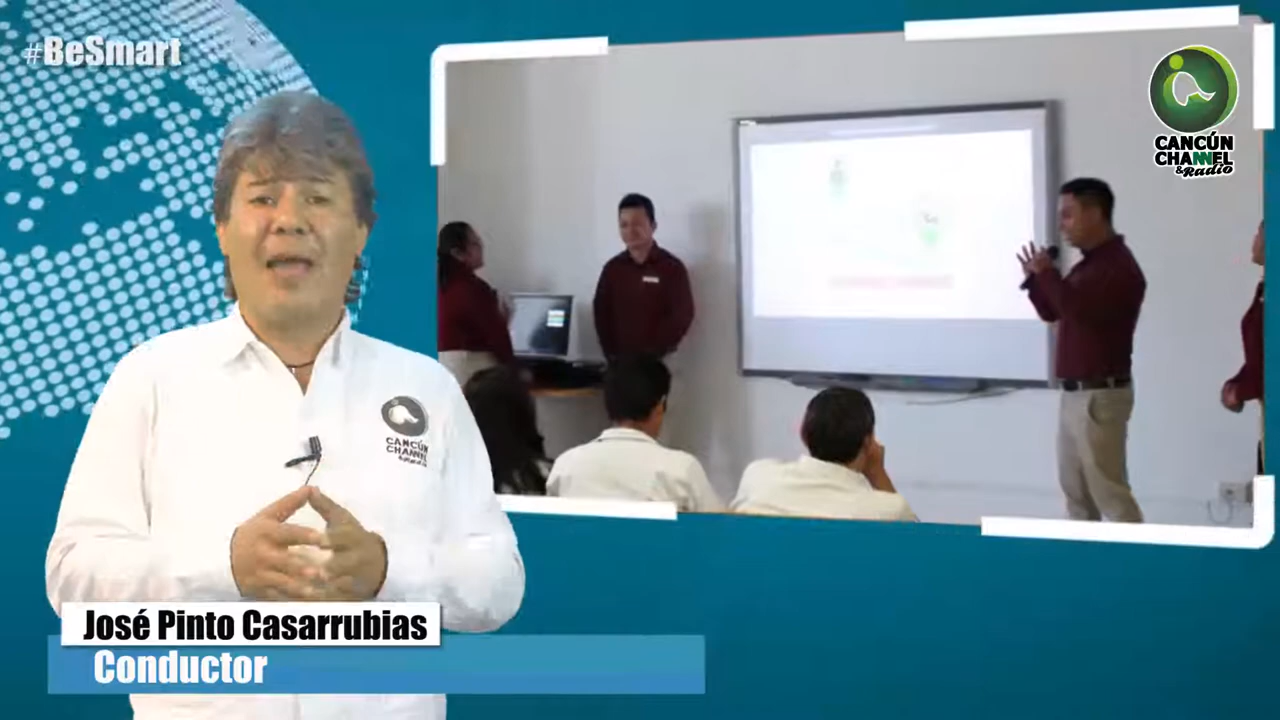 #BeSmart
CANCÚN
CHANNEL
&Radio
CANCÚN
CHANNEL
José Pinto Casarrubias
Conductor